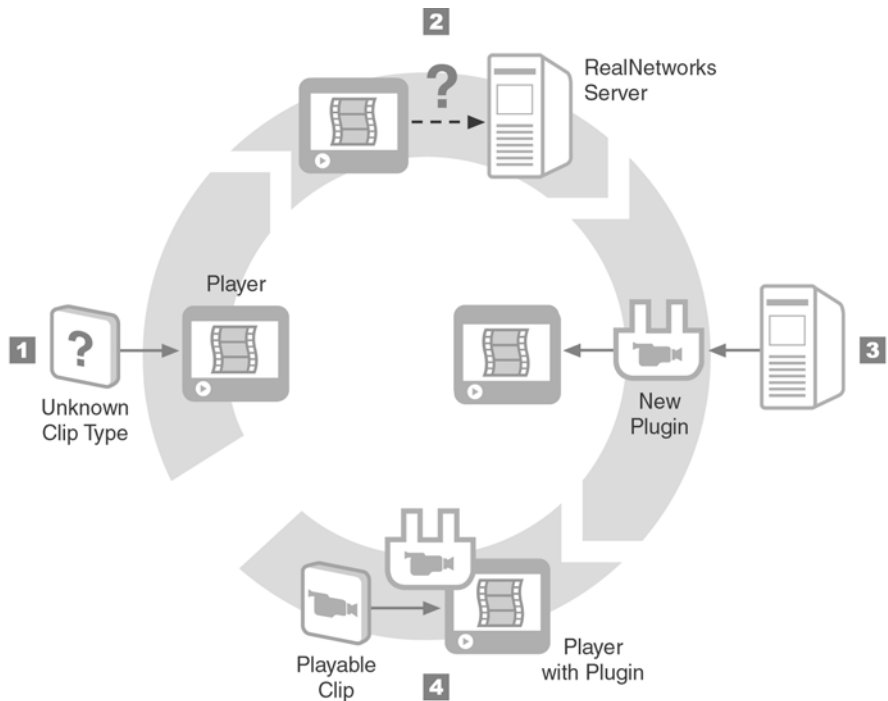 2
RealNetworks
Server
Player
1
?
?
Unknown
Clip Type
3
New
Plugin
Playable
Clip
4
Player
with Plugin